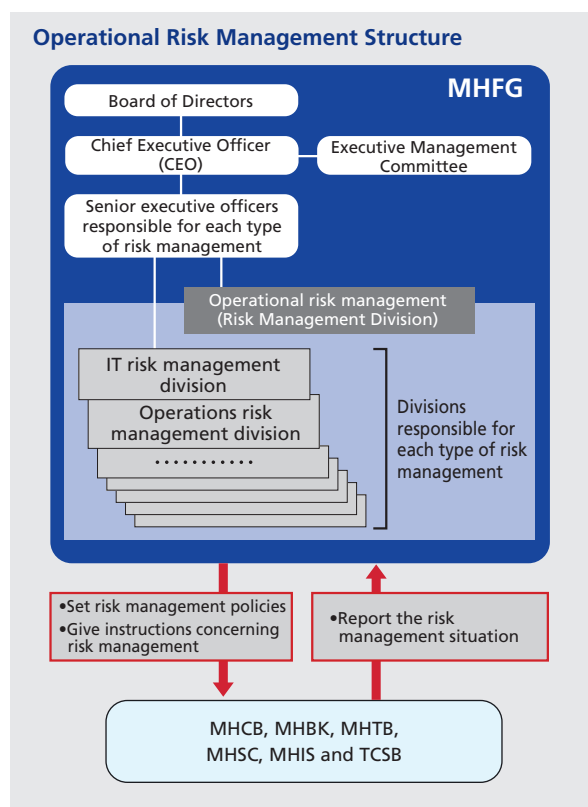 Operational Risk Management Structure
MHFG
Board of Directors
Chief Executive Officer
(CEO)
Executive Management
Committee
Senior executive officers
responsible for each type
of risk management
Operational risk management
(Risk Management Division)
IT risk management
division
Operations risk
management division
• • • • • • • • • • •
Divisions
responsible for
each type of risk
management
•Set risk management policies
•Give instructions concerning
risk management
•Report the risk
management situation
MHCB, MHBK, MHTB,
MHSC, MHIS and TCSB